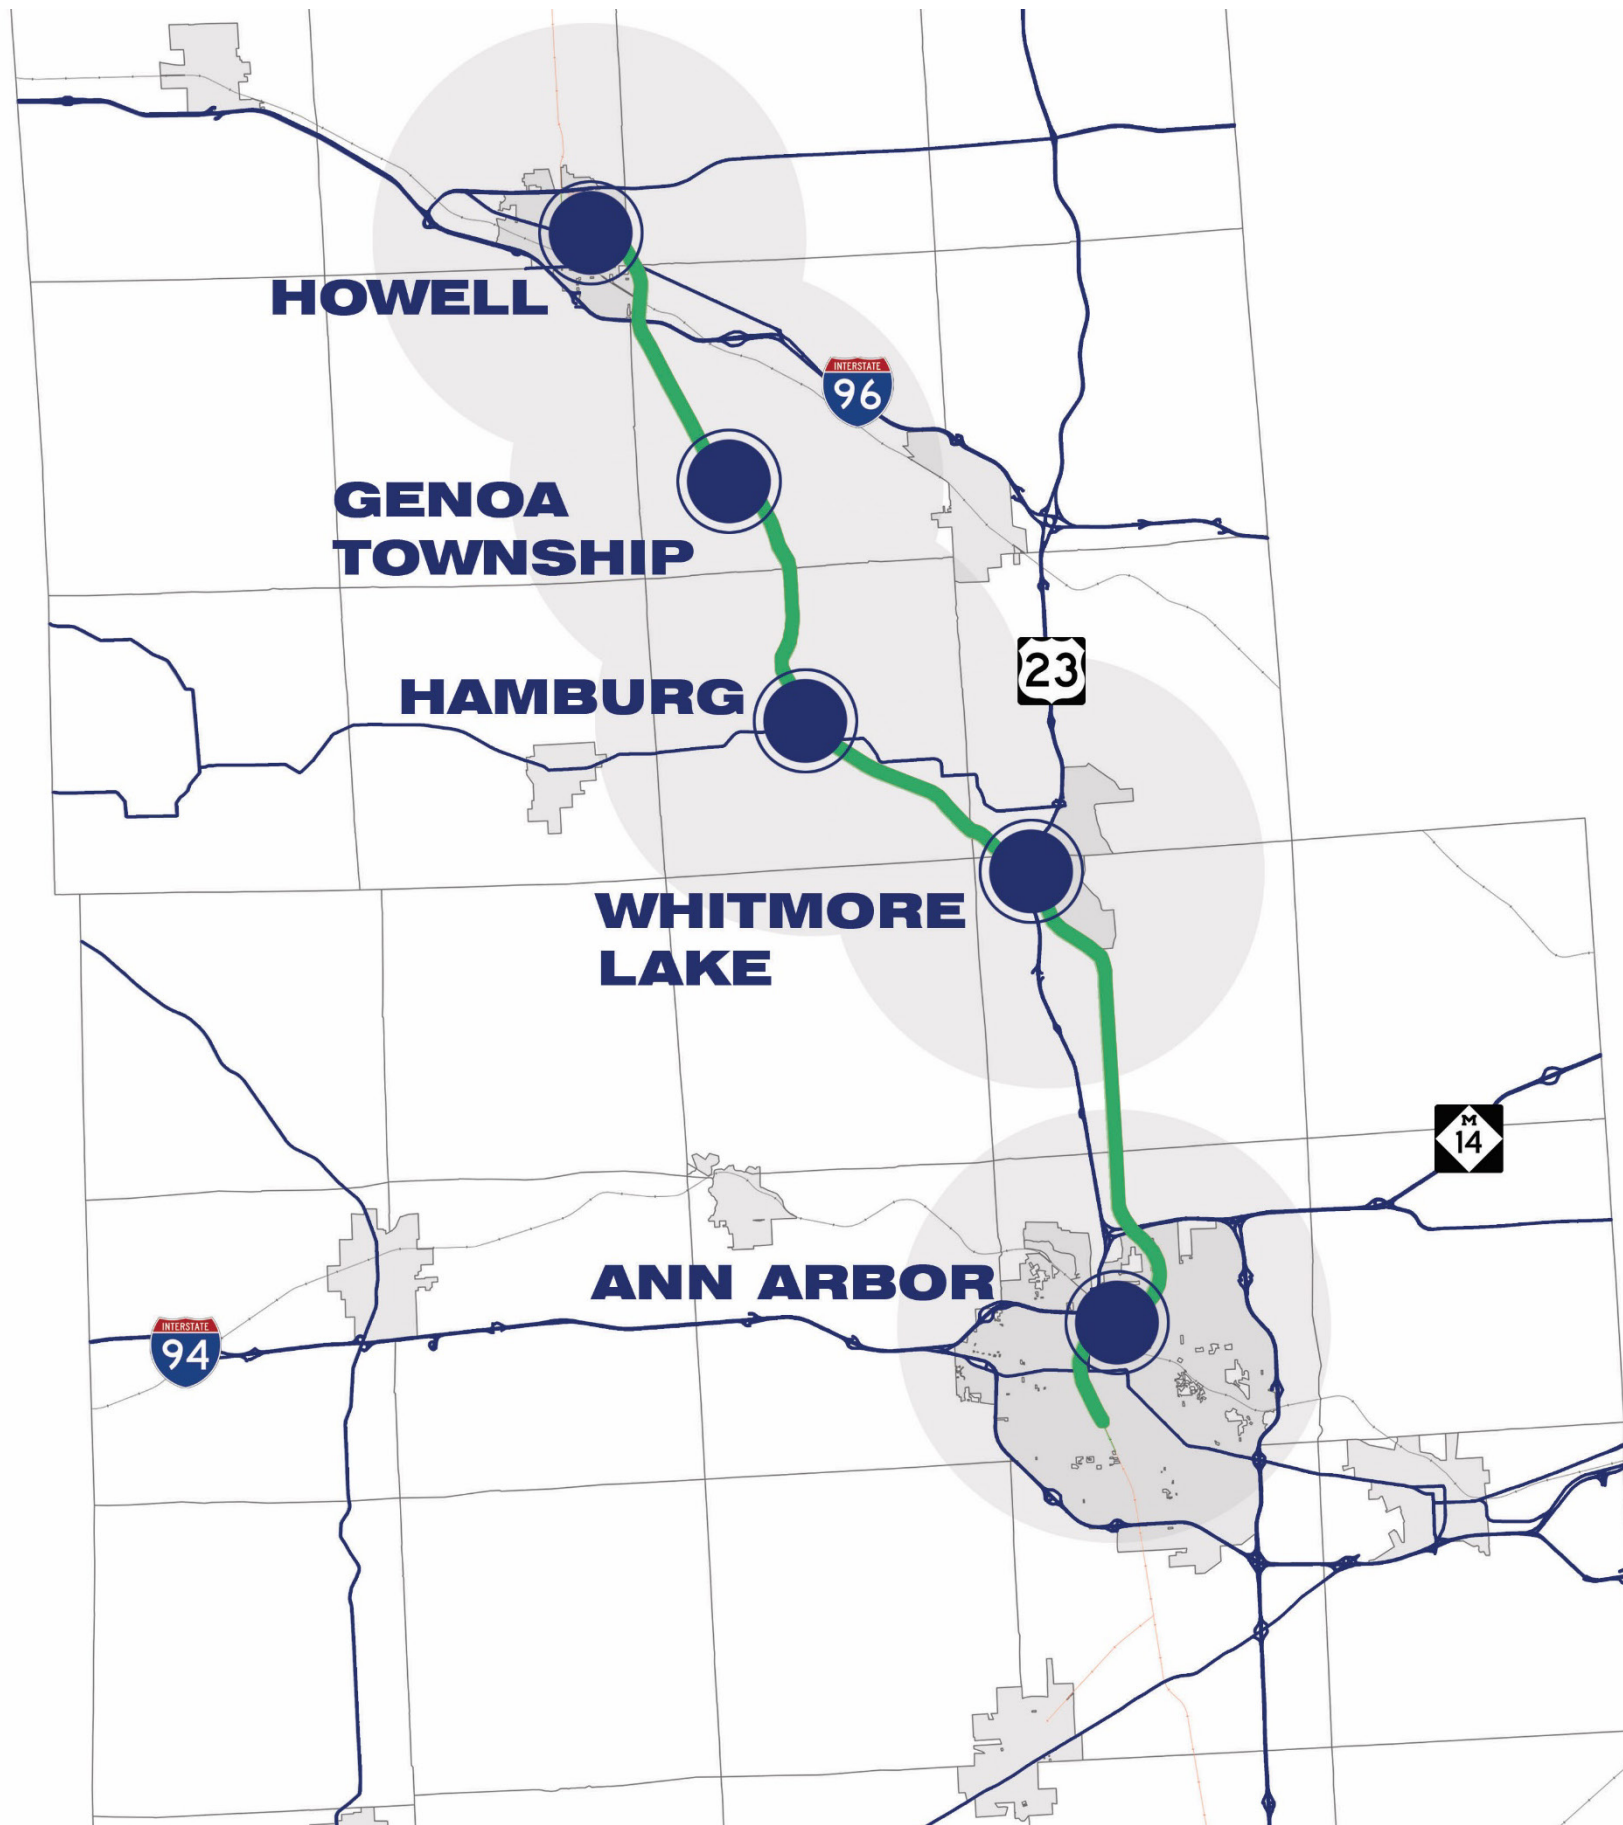 HOWELL
INTERSTATE
96
GENOA
TOWNSHIP
23
HAMBURG
WHITMORE
LAKE
M
14
ANN ARBOR
INTERSTATE
94